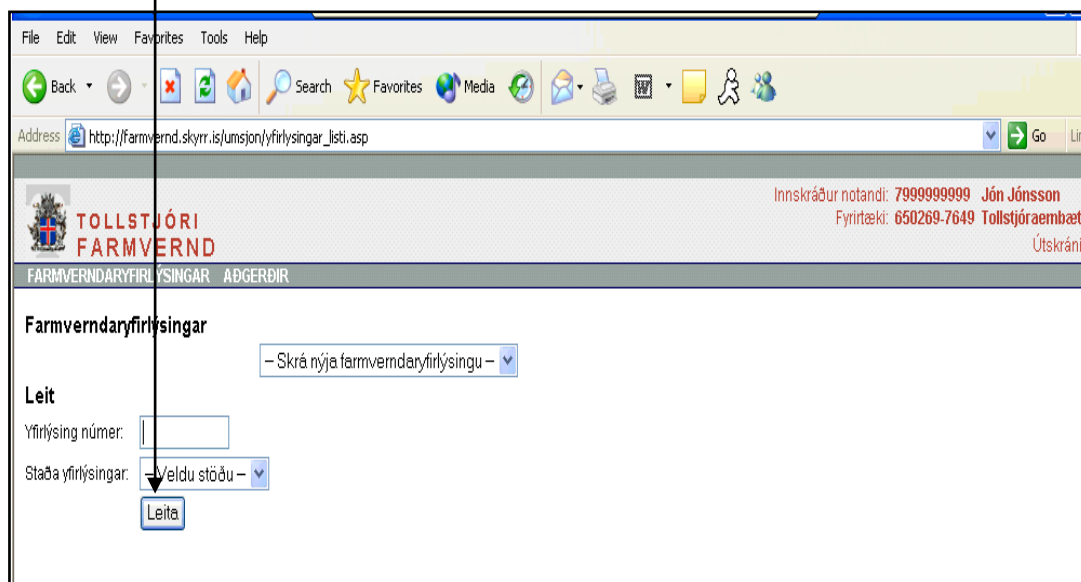 File Edit View Favorites Tools Help
Back Search Favorites Media
Address http://farmvernd.skyrr.is/umsjon/yfirlysingar_listi.asp Go
Innskráður notandi: 7999999999 Jón Jónsson
Fyrirtæki: 650269-7649 Tollstjóraembæt
Útskráni
TOLLSTJÓRI
FARMVERND
FARMVERNDARYFIRLÝSINGAR AÐGERÐIR
Farmverndaryfirlýsingar
– Skrá nýja farmverndaryfirlýsingu –
Leit
Yfirlýsing númer:
Staða yfirlýsingar: – Veldu stöðu –
Leita